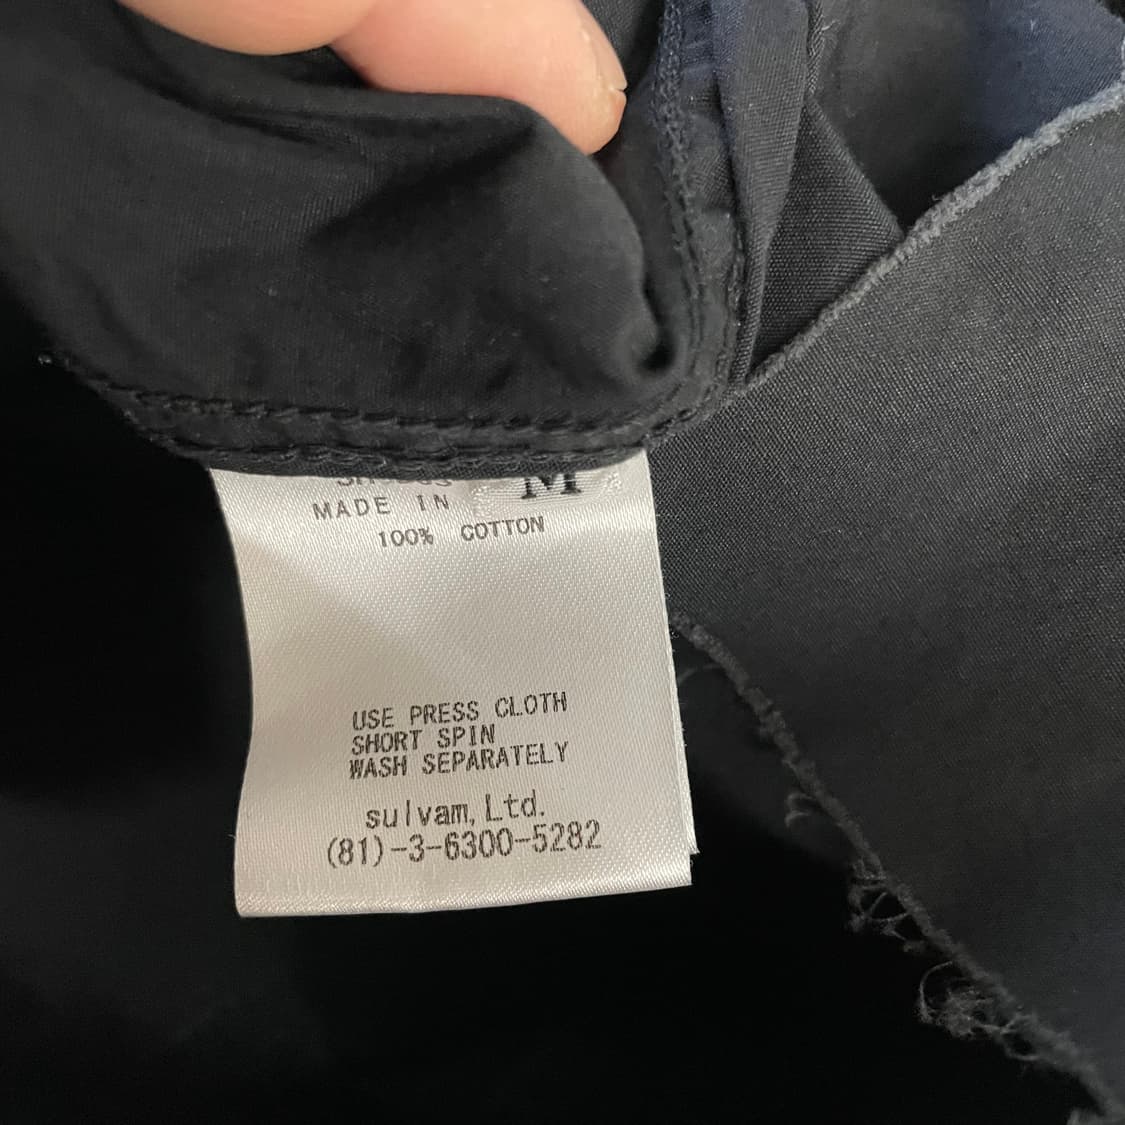 M
MADE IN
100% COTTON
USE PRESS CLOTH
SHORT SPIN
WASH SEPARATELY
sulvam, Ltd.
(81)-3-6300-5282